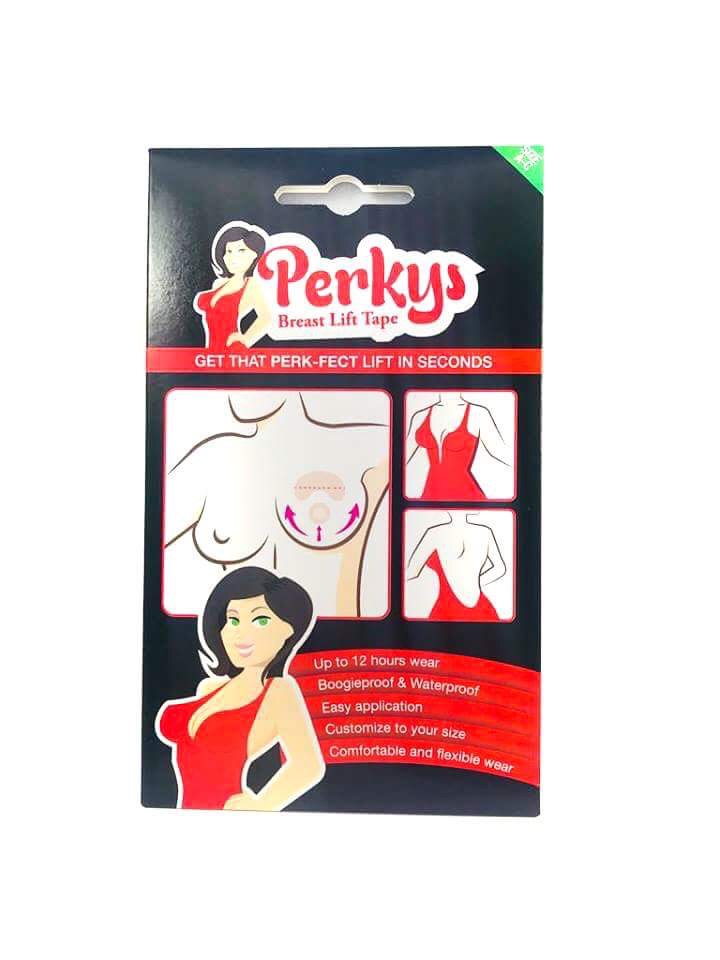 SIZE
A-C
Perkys
Breast Lift Tape
GET THAT PERK-FECT LIFT IN SECONDS
Up to 12 hours wear
Boogieproof & Waterproof
Easy application
Customize to your size
Comfortable and flexible wear